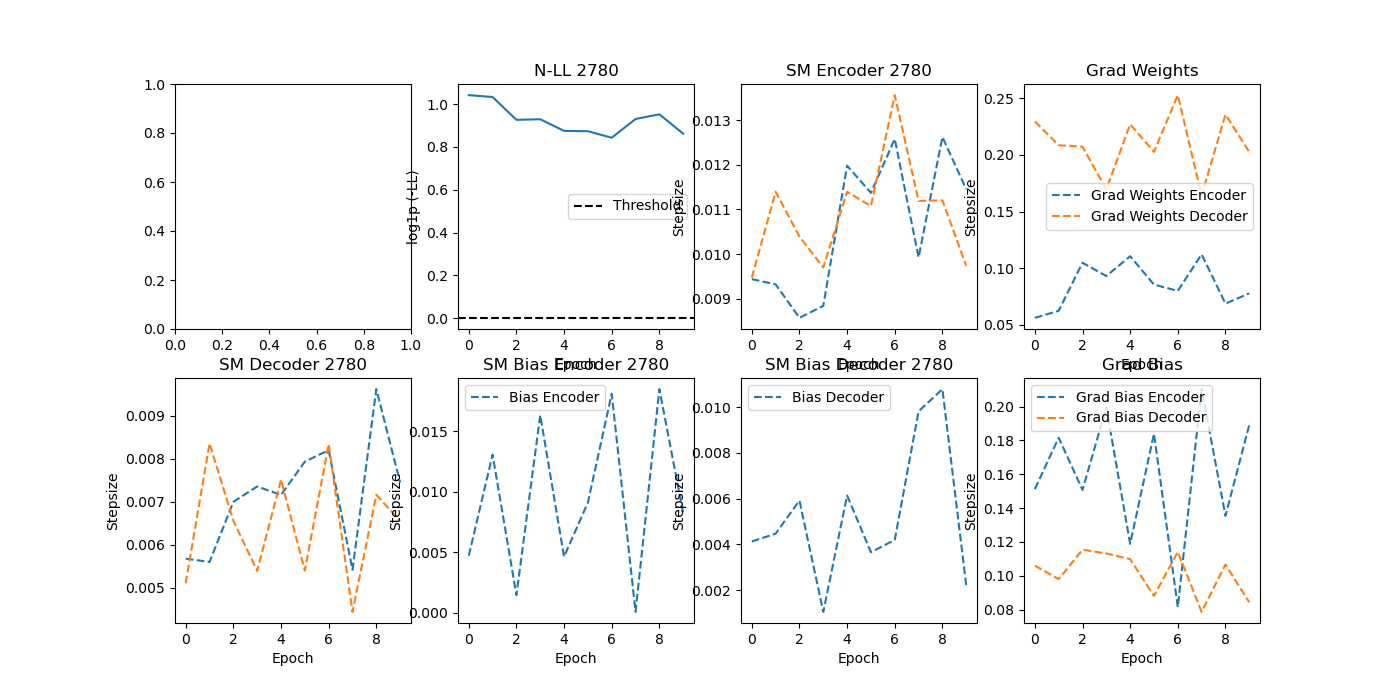 1.0
0.8
0.6
0.4
0.2
0.0
0.0 0.2 0.4 0.6 0.8 1.0
N-LL 2780
log1p (-LL)
1.0
0.8
0.6
0.4
0.2
0.0
Threshold
0 2 4 6 8
Epoch
SM Encoder 2780
Stepsize
0.013
0.012
0.011
0.010
0.009
0 2 4 6 8
Epoch
Grad Weights
Stepsize
0.25
0.20
0.15
0.10
0.05
Grad Weights Encoder
Grad Weights Decoder
0 2 4 6 8
Epoch
SM Decoder 2780
Stepsize
0.009
0.008
0.007
0.006
0.005
0 2 4 6 8
Epoch
SM Bias Encoder 2780
Stepsize
0.015
0.010
0.005
0.000
Bias Encoder
0 2 4 6 8
Epoch
SM Bias Decoder 2780
Stepsize
0.010
0.008
0.006
0.004
0.002
Bias Decoder
0 2 4 6 8
Epoch
Grad Bias
Stepsize
0.20
0.18
0.16
0.14
0.12
0.10
0.08
Grad Bias Encoder
Grad Bias Decoder
0 2 4 6 8
Epoch